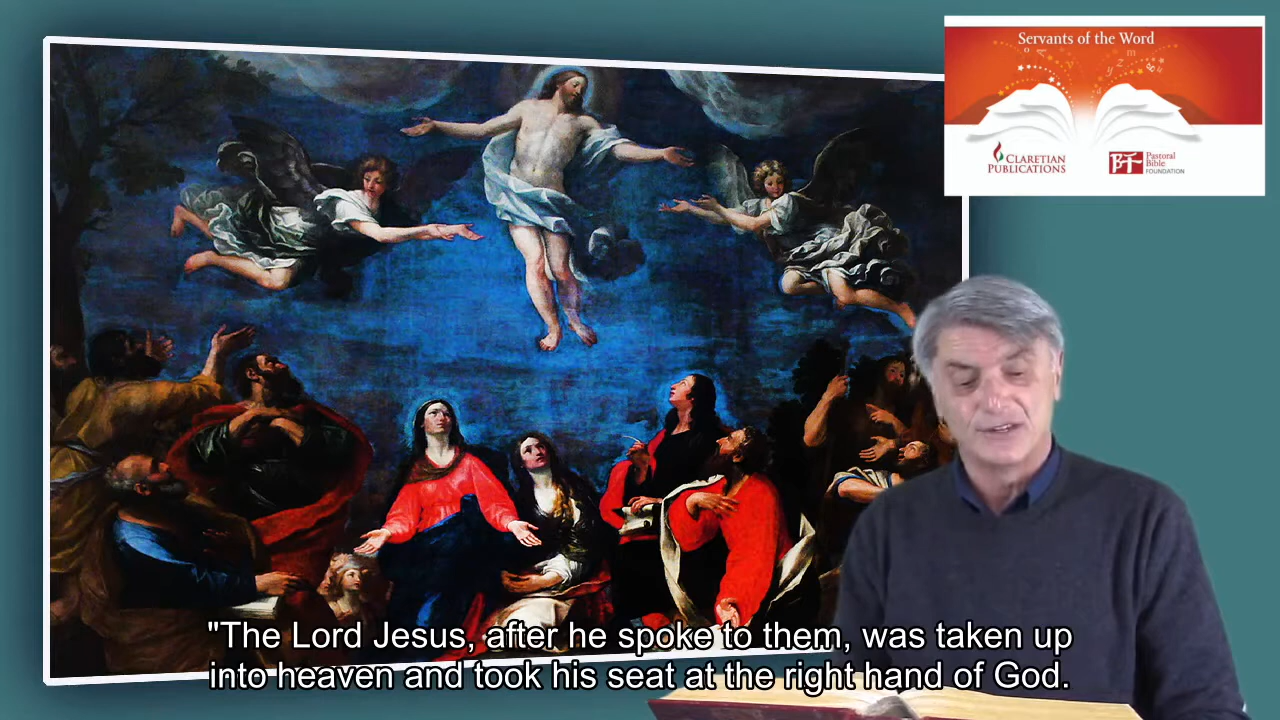 Servants of the Word
CLARETIAN
PUBLICATIONS
Pastoral
Bible
FOUNDATION
"The Lord Jesus, after he spoke to them, was taken up
into heaven and took his seat at the right hand of God.